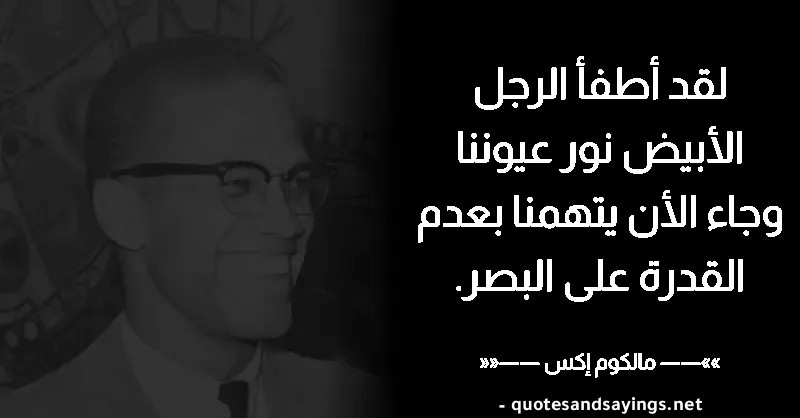 لقد أطفأ الرجل
الأبيض نور عيوننا
وجاء الأن يتهمنا بعدم
القدرة على البصر.
»»—— مالكوم إكس ——««
- quotesandsayings.net